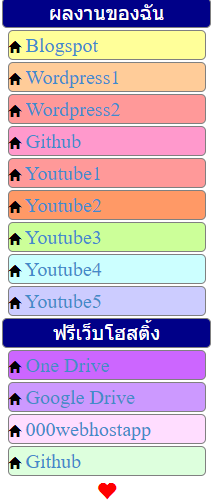 ผลงานของฉัน
Blogspot
Wordpress1
Wordpress2
Github
Youtube1
Youtube2
Youtube3
Youtube4
Youtube5
ฟรีเว็บโฮสติ้ง
One Drive
Google Drive
000webhostapp
Github